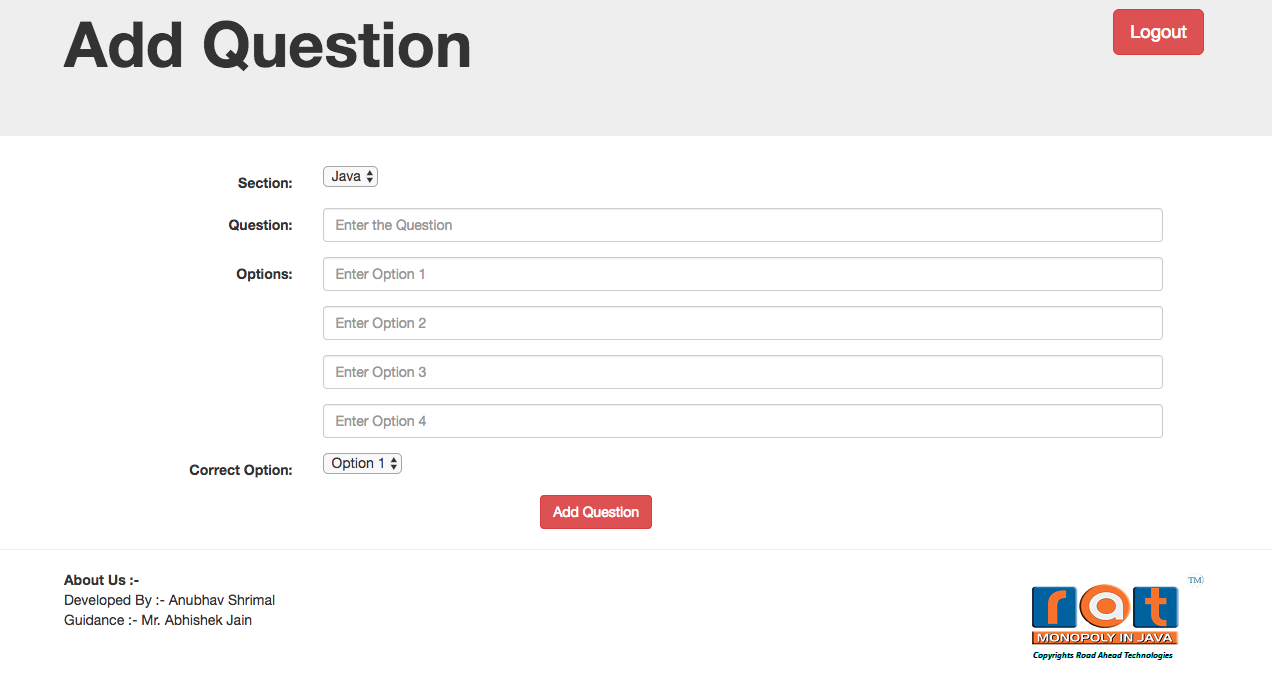 Add Question
Logout
Section:
Java
Question:
Enter the Question
Options:
Enter Option 1
Enter Option 2
Enter Option 3
Enter Option 4
Correct Option:
Option 1
Add Question
About Us :-
Developed By :- Anubhav Shrimal
Guidance :- Mr. Abhishek Jain
TM
rat
MONOPOLY IN JAVA
Copyrights Road Ahead Technologies